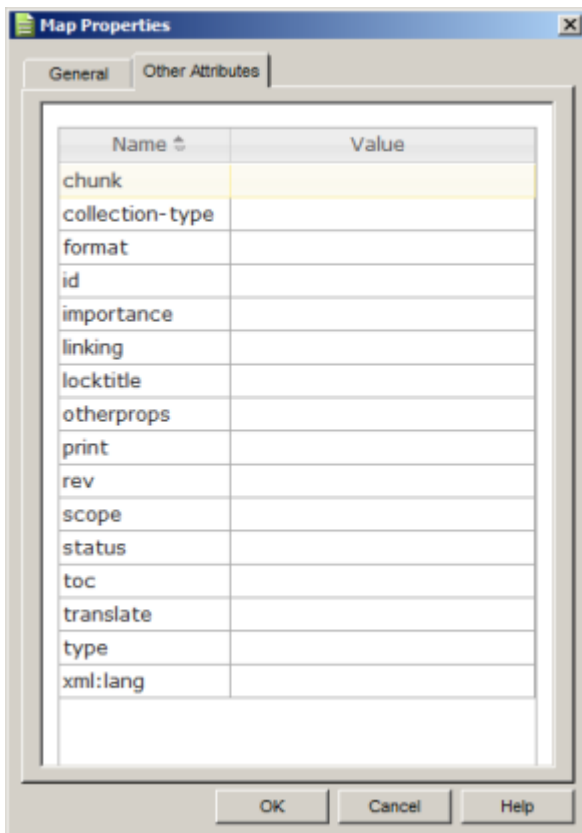 Map Properties
General Other Attributes
Name Value
chunk
collection-type
format
id
importance
linking
locktitle
otherprops
print
rev
scope
status
toc
translate
type
xml:lang
OK Cancel Help